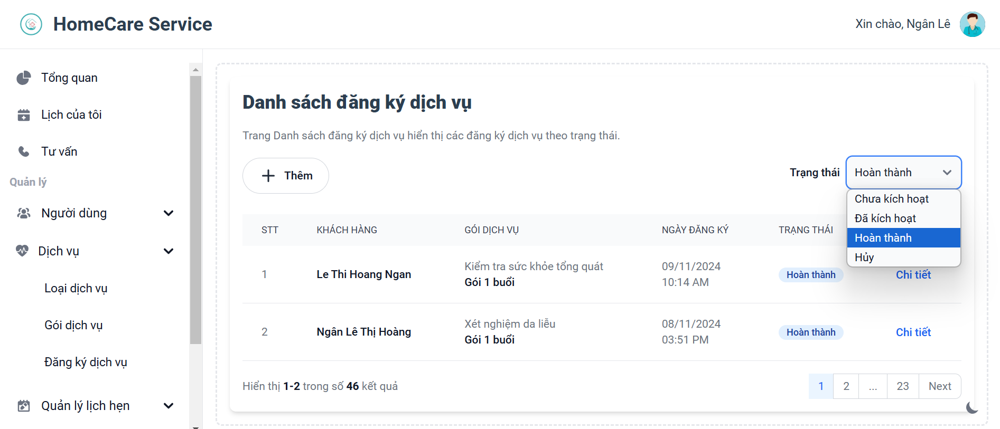 HomeCare Service
Xin chào, Ngân Lê
Tổng quan
Lịch của tôi
Tư vấn
Quản lý
Người dùng
Dịch vụ
Loại dịch vụ
Gói dịch vụ
Đăng ký dịch vụ
Quản lý lịch hẹn
Danh sách đăng ký dịch vụ
Trang Danh sách đăng ký dịch vụ hiển thị các đăng ký dịch vụ theo trạng thái.
Thêm
Trạng thái Hoàn thành
Chưa kích hoạt
Đã kích hoạt
Hoàn thành
Hủy
STT KHÁCH HÀNG GÓI DỊCH VỤ NGÀY ĐĂNG KÝ TRẠNG THÁI
1 Le Thi Hoang Ngan Kiểm tra sức khỏe tổng quát 09/11/2024 Hoàn thành Chi tiết
Gói 1 buổi 10:14 AM
2 Ngân Lê Thị Hoàng Xét nghiệm da liễu 08/11/2024 Hoàn thành Chi tiết
Gói 1 buổi 03:51 PM
Hiển thị 1-2 trong số 46 kết quả
1 2 ... 23 Next